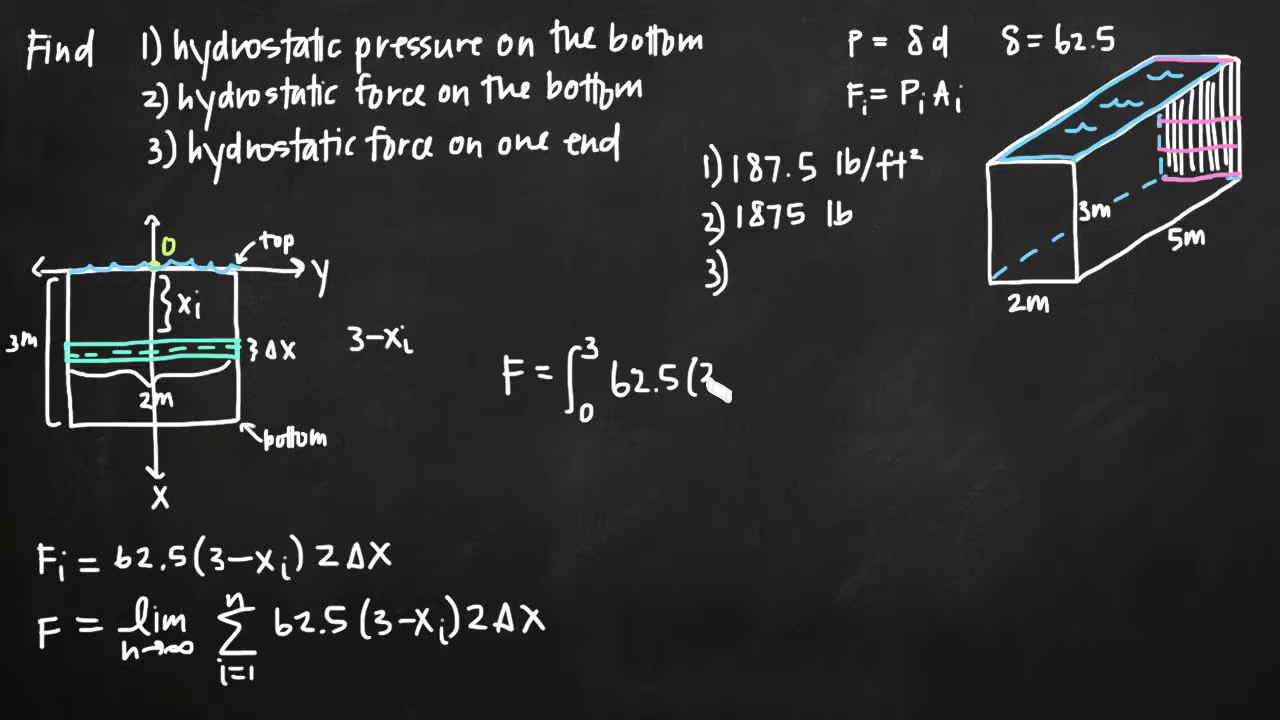 Find 1) hydrostatic pressure on the bottom
2) hydrostatic force on the bottom
3) hydrostatic force on one end
P = δd δ = 62.5
Fᵢ = Pᵢ Aᵢ
1) 187.5 lb/ft²
2) 1875 lb
3)
3m
5m
2m
0
top
y
xᵢ
3m
Δx
3-xᵢ
2m
bottom
x
F = ∫₀³ 62.5(3
Fᵢ = 62.5(3-xᵢ)2Δx
F = lim n→∞ ∑ i=1 n 62.5(3-xᵢ)2Δx